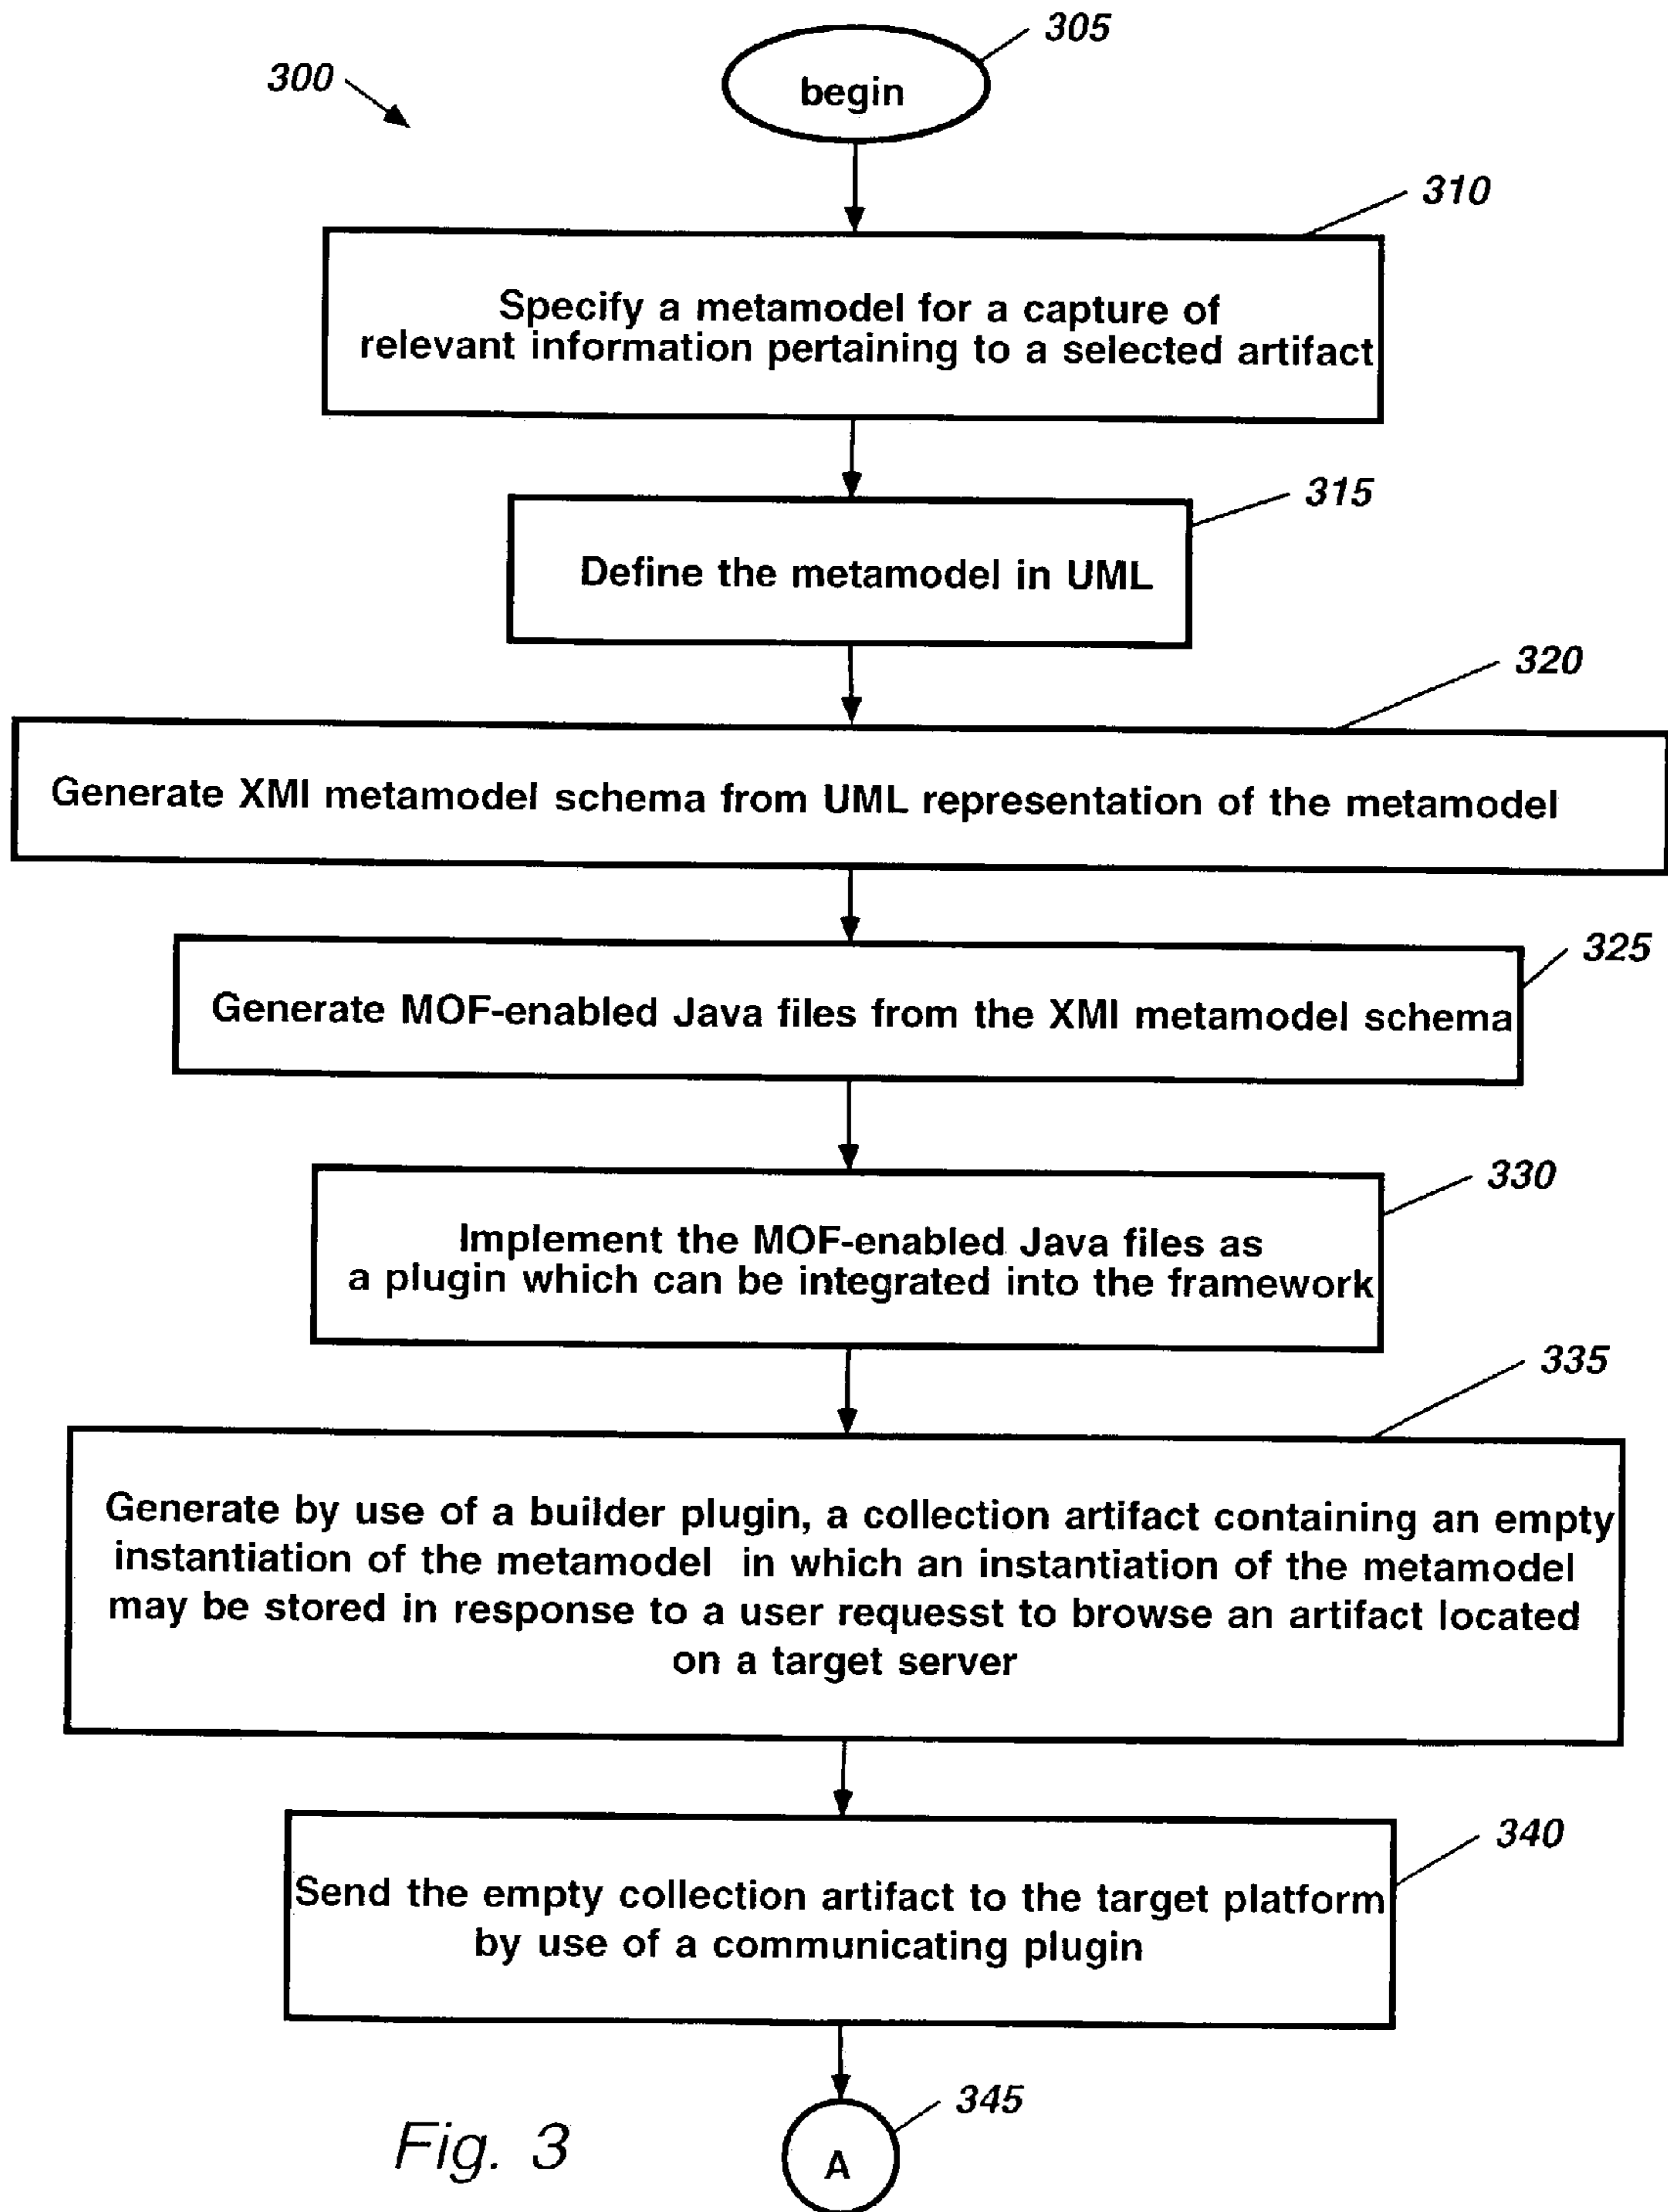 300
305
begin
310
Specify a metamodel for a capture of
relevant information pertaining to a selected artifact
315
Define the metamodel in UML
320
Generate XMI metamodel schema from UML representation of the metamodel
325
Generate MOF-enabled Java files from the XMI metamodel schema
330
Implement the MOF-enabled Java files as
a plugin which can be integrated into the framework
335
Generate by use of a builder plugin, a collection artifact containing an empty
instantiation of the metamodel in which an instantiation of the metamodel
may be stored in response to a user requesst to browse an artifact located
on a target server
340
Send the empty collection artifact to the target platform
by use of a communicating plugin
345
A
Fig. 3